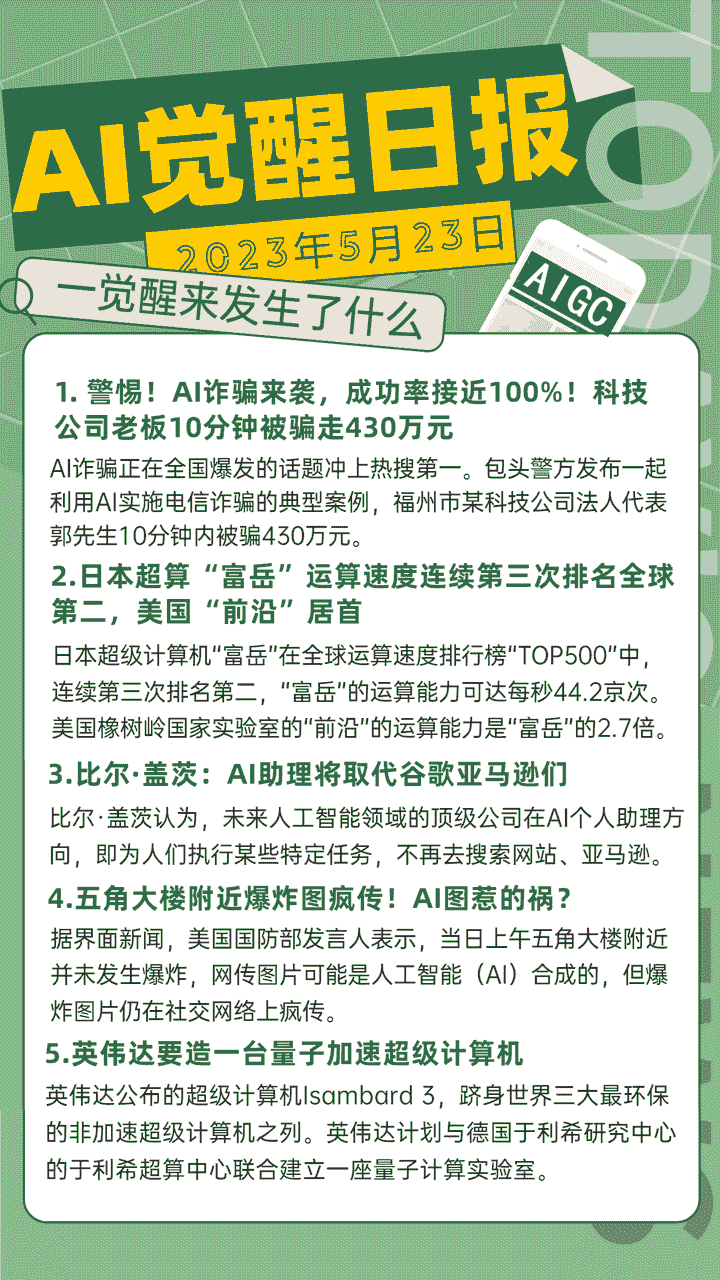 AI觉醒日报
2023年5月23日
一觉醒来发生了什么
AIGC
1. 警惕！AI诈骗来袭，成功率接近100%！科技
公司老板10分钟被骗走430万元
AI诈骗正在全国爆发的话题冲上热搜第一。包头警方发布一起
利用AI实施电信诈骗的典型案例，福州市某科技公司法人代表
郭先生10分钟内被骗430万元。
2.日本超算“富岳”运算速度连续第三次排名全球
第二，美国“前沿”居首
日本超级计算机“富岳”在全球运算速度排行榜“TOP500”中，
连续第三次排名第二，“富岳”的运算能力可达每秒44.2京次。
美国橡树岭国家实验室的“前沿”的运算能力是“富岳”的2.7倍。
3.比尔·盖茨：AI助理将取代谷歌亚马逊们
比尔·盖茨认为，未来人工智能领域的顶级公司在AI个人助理方
向，即为人们执行某些特定任务，不再去搜索网站、亚马逊。
4.五角大楼附近爆炸图疯传！AI图惹的祸？
据界面新闻，美国国防部发言人表示，当日上午五角大楼附近
并未发生爆炸，网传图片可能是人工智能（AI）合成的，但爆
炸图片仍在社交网络上疯传。
5.英伟达要造一台量子加速超级计算机
英伟达公布的超级计算机Isambard 3，跻身世界三大最环保
的非加速超级计算机之列。英伟达计划与德国于利希研究中心
的于利希超算中心联合建立一座量子计算实验室。